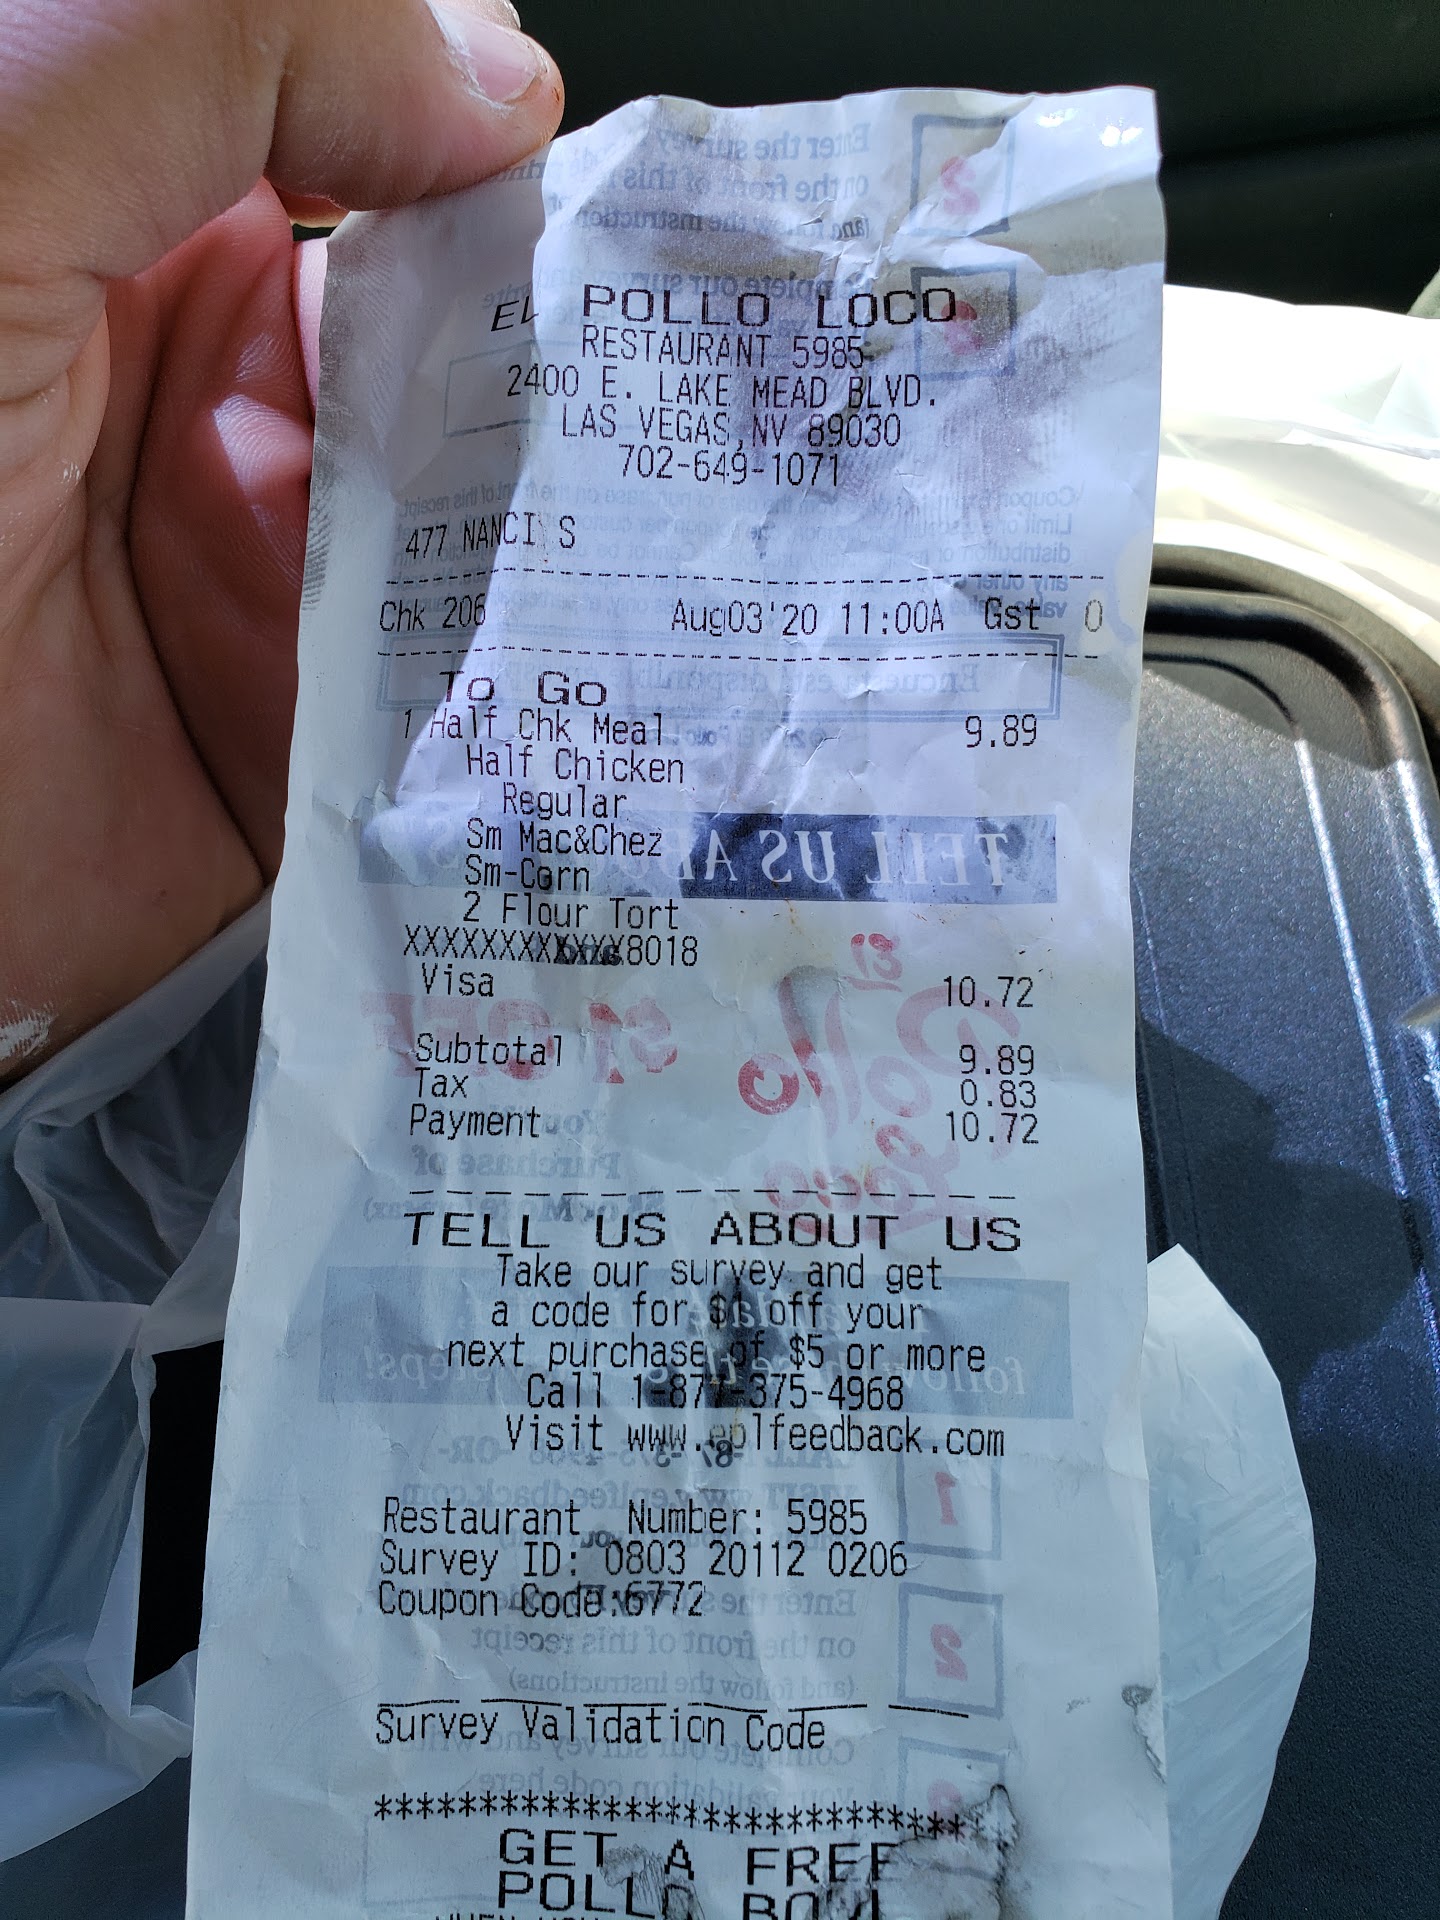 EL POLLO LOCO
RESTAURANT 5985
2400 E. LAKE MEAD BLVD.
LAS VEGAS,NV 89030
702-649-1071
477 NANCI S
Chk 206 Aug03'20 11:00A Gst 0
To Go
1 Half Chk Meal 9.89
Half Chicken
Regular
Sm Mac&Chez
Sm-Corn
2 Flour Tort
XXXXXXXXXXXX8018
Visa 10.72
Subtotal 9.89
Tax 0.83
Payment 10.72
TELL US ABOUT US
Take our survey and get
a code for $1 off your
next purchase of $5 or more
Call 1-877-375-4968
Visit www.eplfeedback.com
Restaurant Number: 5985
Survey ID: 0803 20112 0206
Coupon Code:6772
Survey Validation Code
****************************
GET A FREE
POLLO BOWL